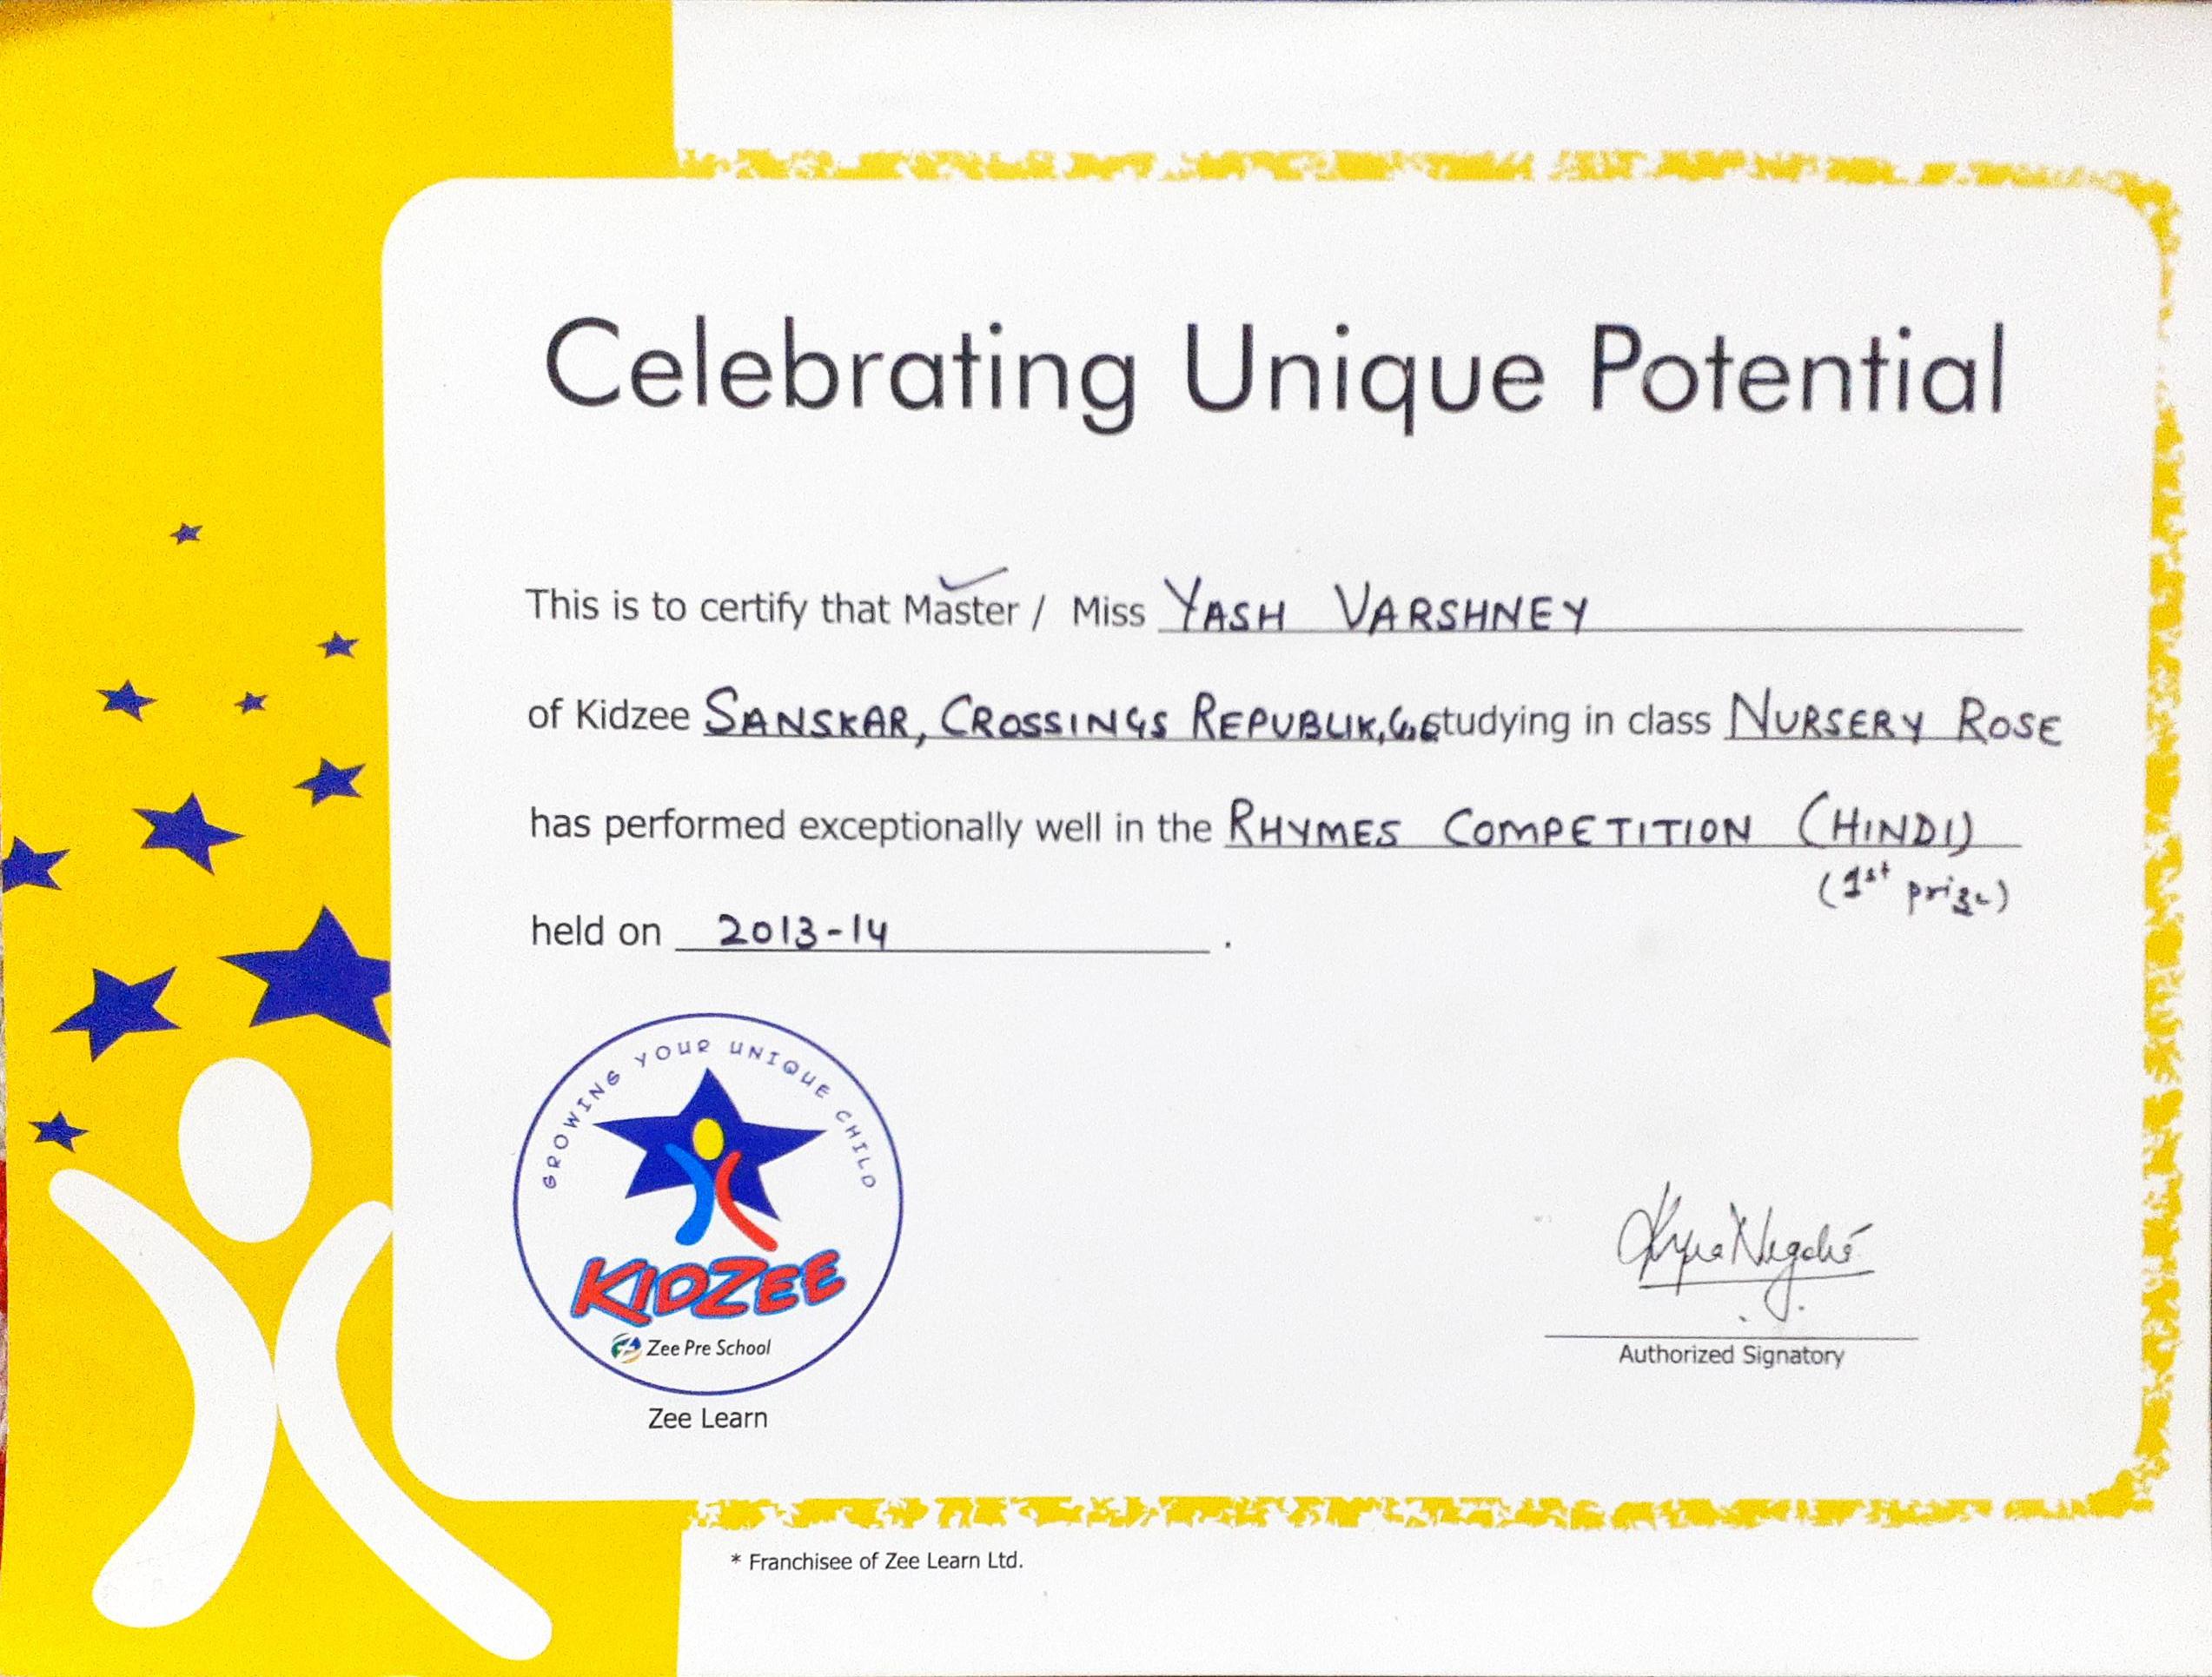 Celebrating Unique Potential
This is to certify that Master / Miss YASH VARSHNEY
of Kidzee SANSKAR, CROSSINGS REPUBLIK, studying in class NURSERY ROSE
has performed exceptionally well in the RHYMES COMPETITION (HINDI)
(1st prize)
held on 2013-14 .
GROWING YOUR UNIQUE CHILD
KIDZEE
Zee Pre School
Zee Learn
Authorized Signatory
* Franchisee of Zee Learn Ltd.